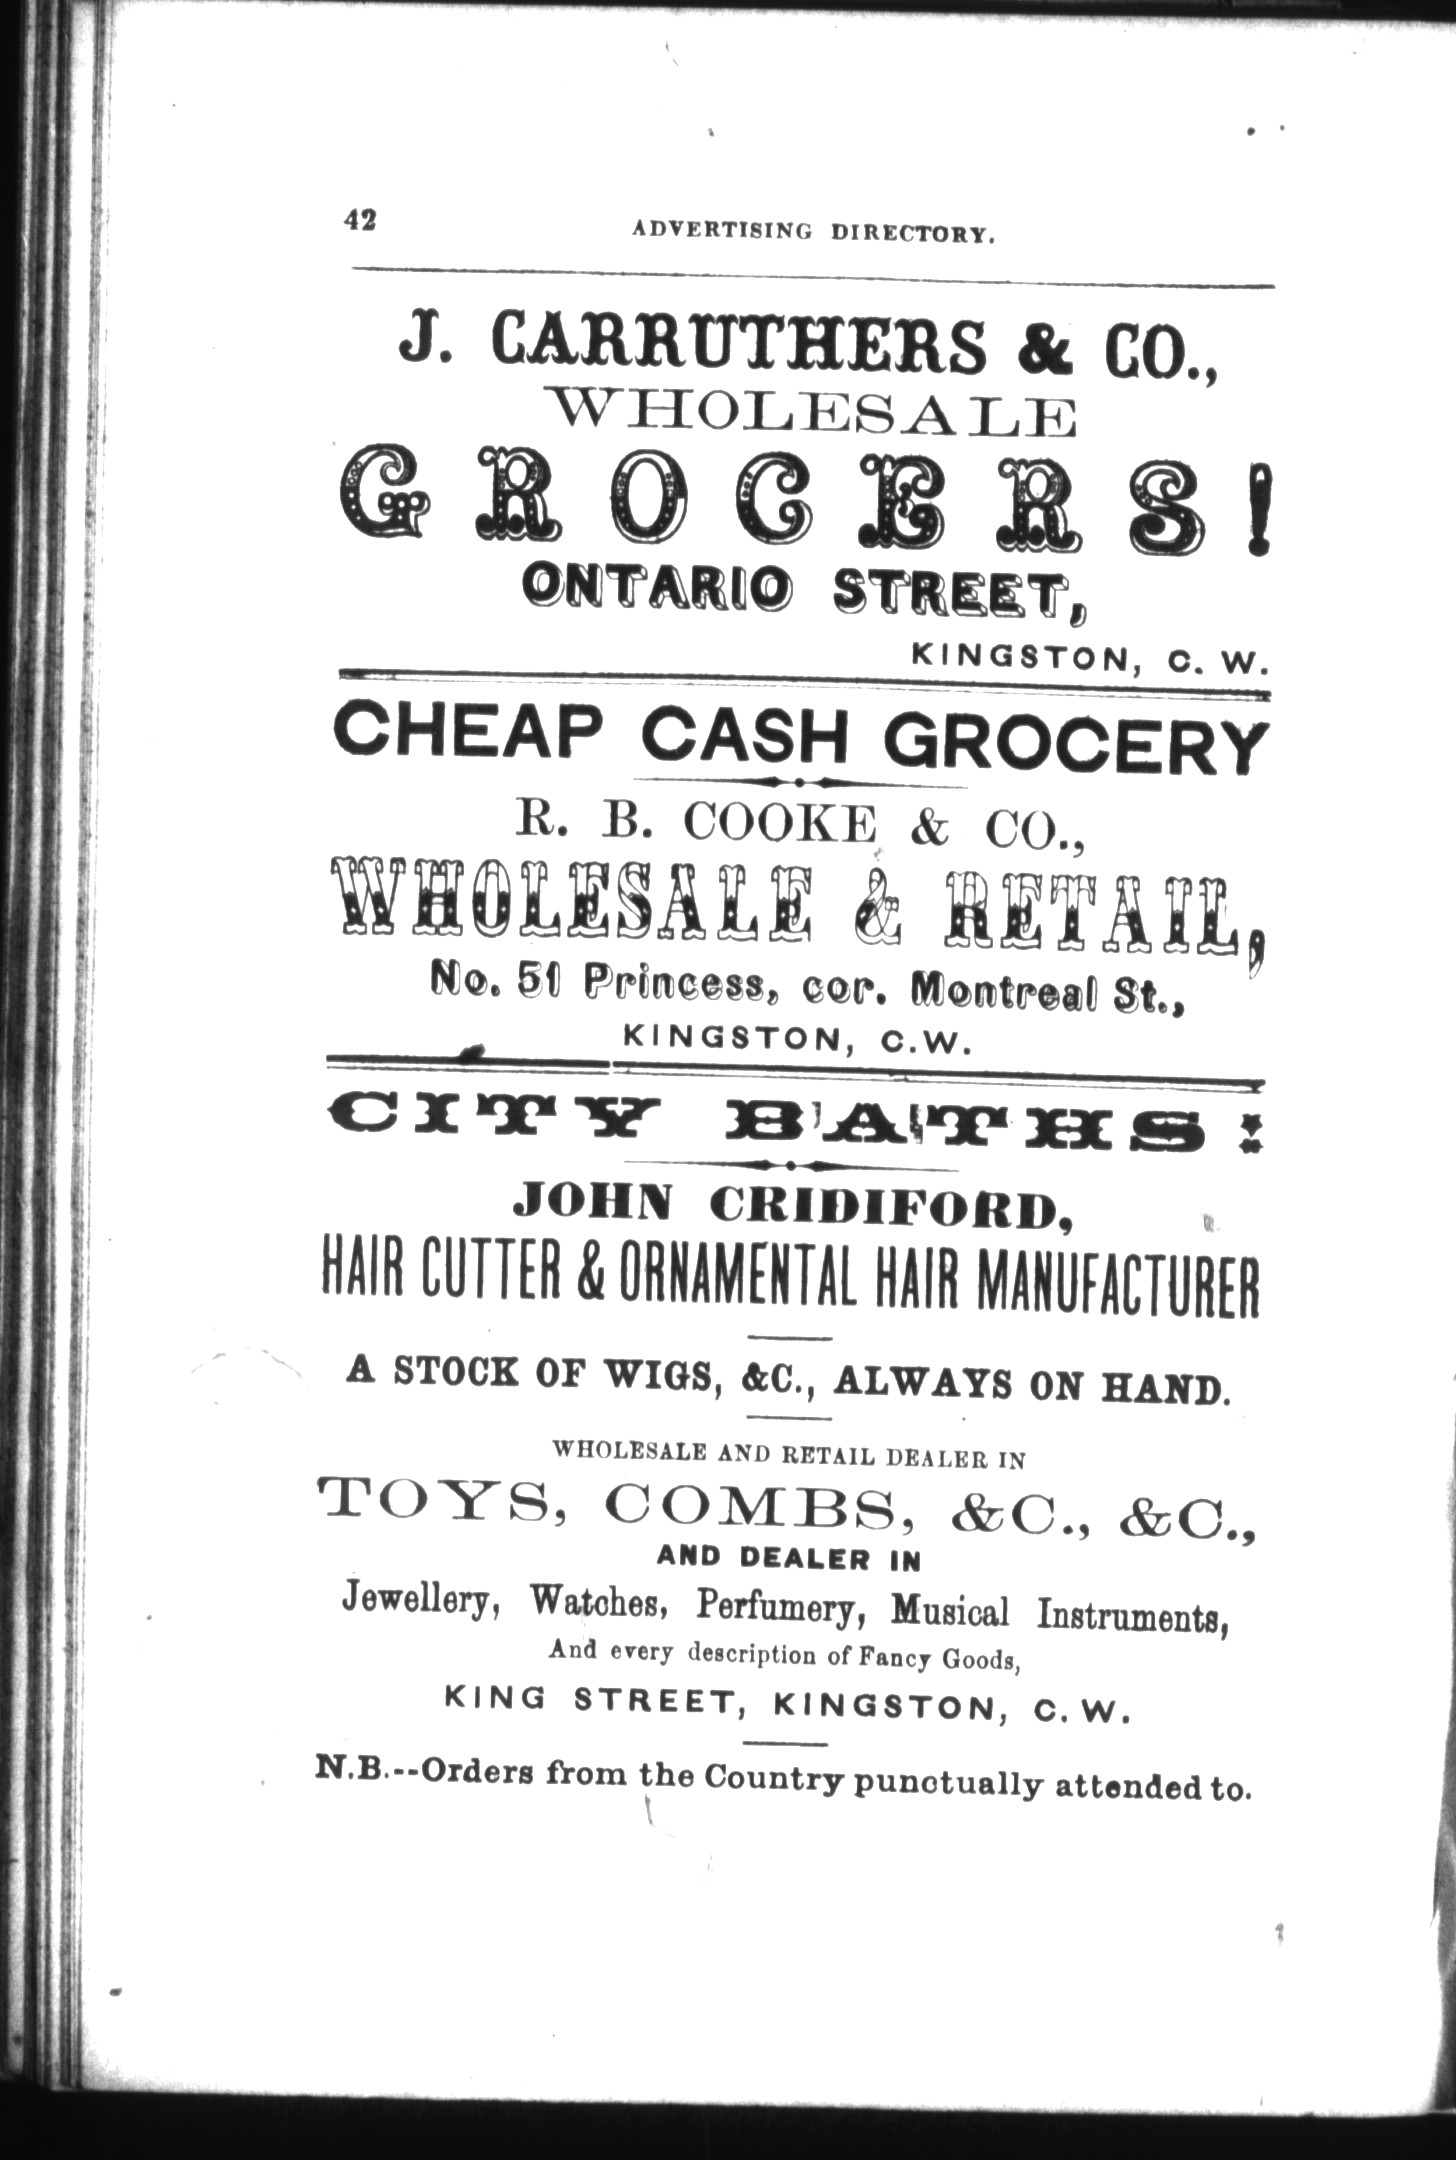 42
ADVERTISING DIRECTORY.
J. CARRUTHERS & CO.,
WHOLESALE
GROCERS!
ONTARIO STREET,
KINGSTON, C. W.
CHEAP CASH GROCERY
R. B. COOKE & CO.,
WHOLESALE & RETAIL,
No. 51 Princess, cor. Montreal St.,
KINGSTON, C.W.
CITY BATHS:
JOHN CRIDIFORD,
HAIR CUTTER & ORNAMENTAL HAIR MANUFACTURER
A STOCK OF WIGS, &C., ALWAYS ON HAND.
WHOLESALE AND RETAIL DEALER IN
TOYS, COMBS, &C., &C.,
AND DEALER IN
Jewellery, Watches, Perfumery, Musical Instruments,
And every description of Fancy Goods,
KING STREET, KINGSTON, C. W.
N.B.--Orders from the Country punctually attended to.